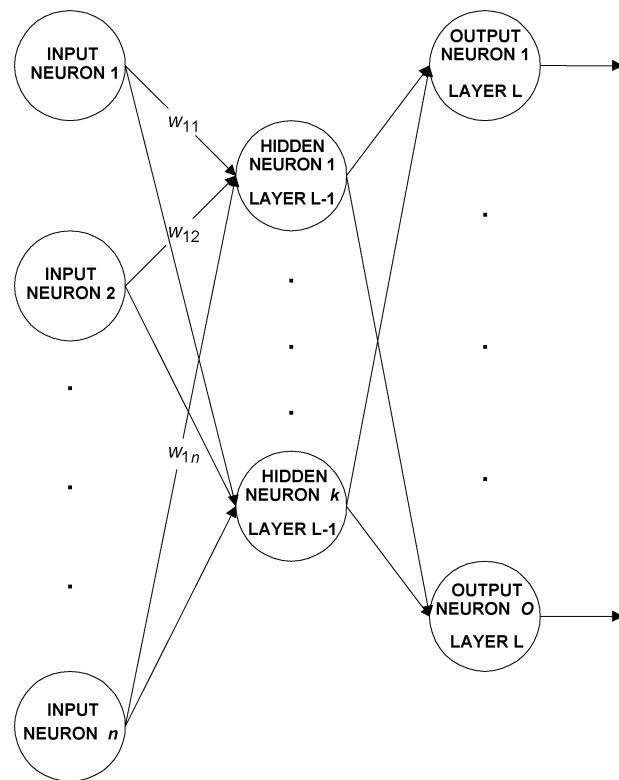 INPUT
NEURON 1
w11
w12
INPUT
NEURON 2
w1n
INPUT
NEURON n
HIDDEN
NEURON 1
LAYER L-1
HIDDEN
NEURON k
LAYER L-1
OUTPUT
NEURON 1
LAYER L
OUTPUT
NEURON O
LAYER L